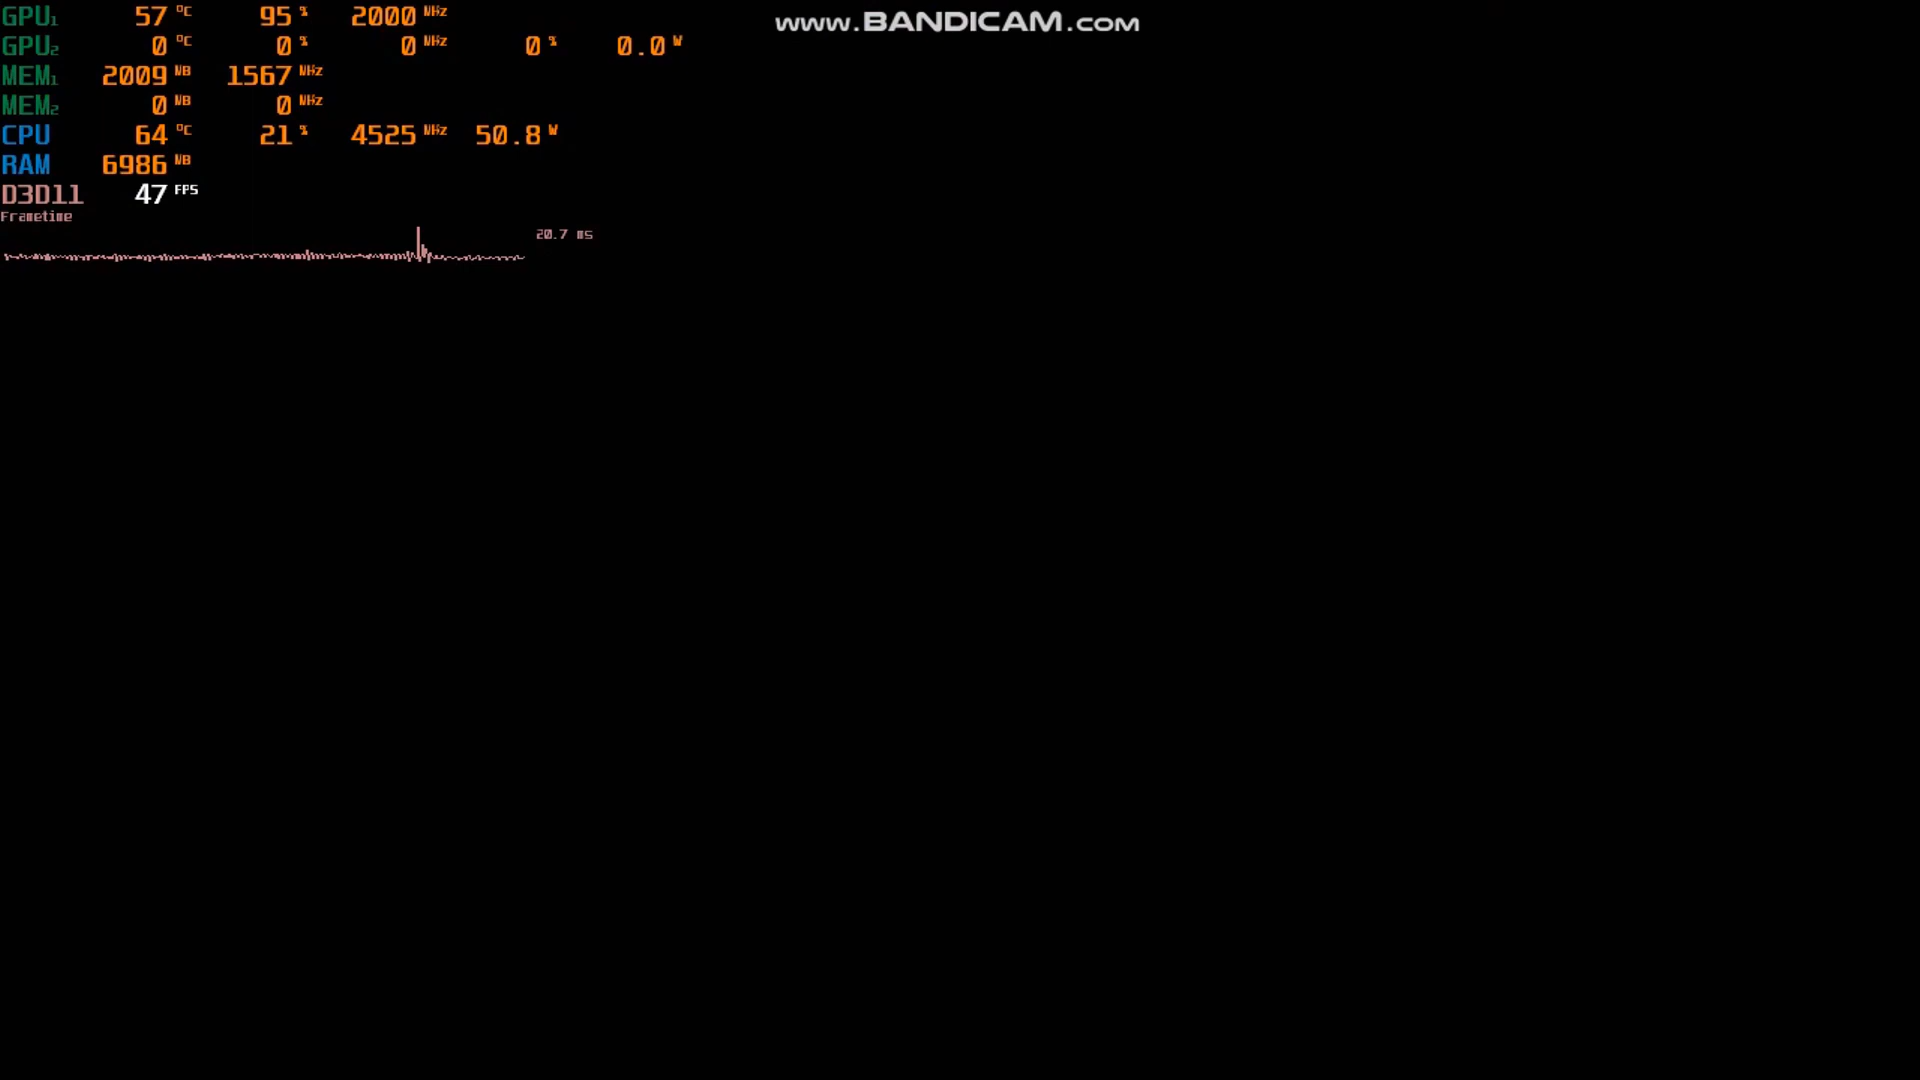 GPU1 57 °C 95 % 2000 MHz
www.BANDICAM.com
GPU2 0 °C 0 % 0 MHz 0 % 0.0 W
MEM1 2009 MB 1567 MHz
MEM2 0 MB 0 MHz
CPU 64 °C 21 % 4525 MHz 50.8 W
RAM 6986 MB
D3D11 47 FPS
Frametime
20.7 ms